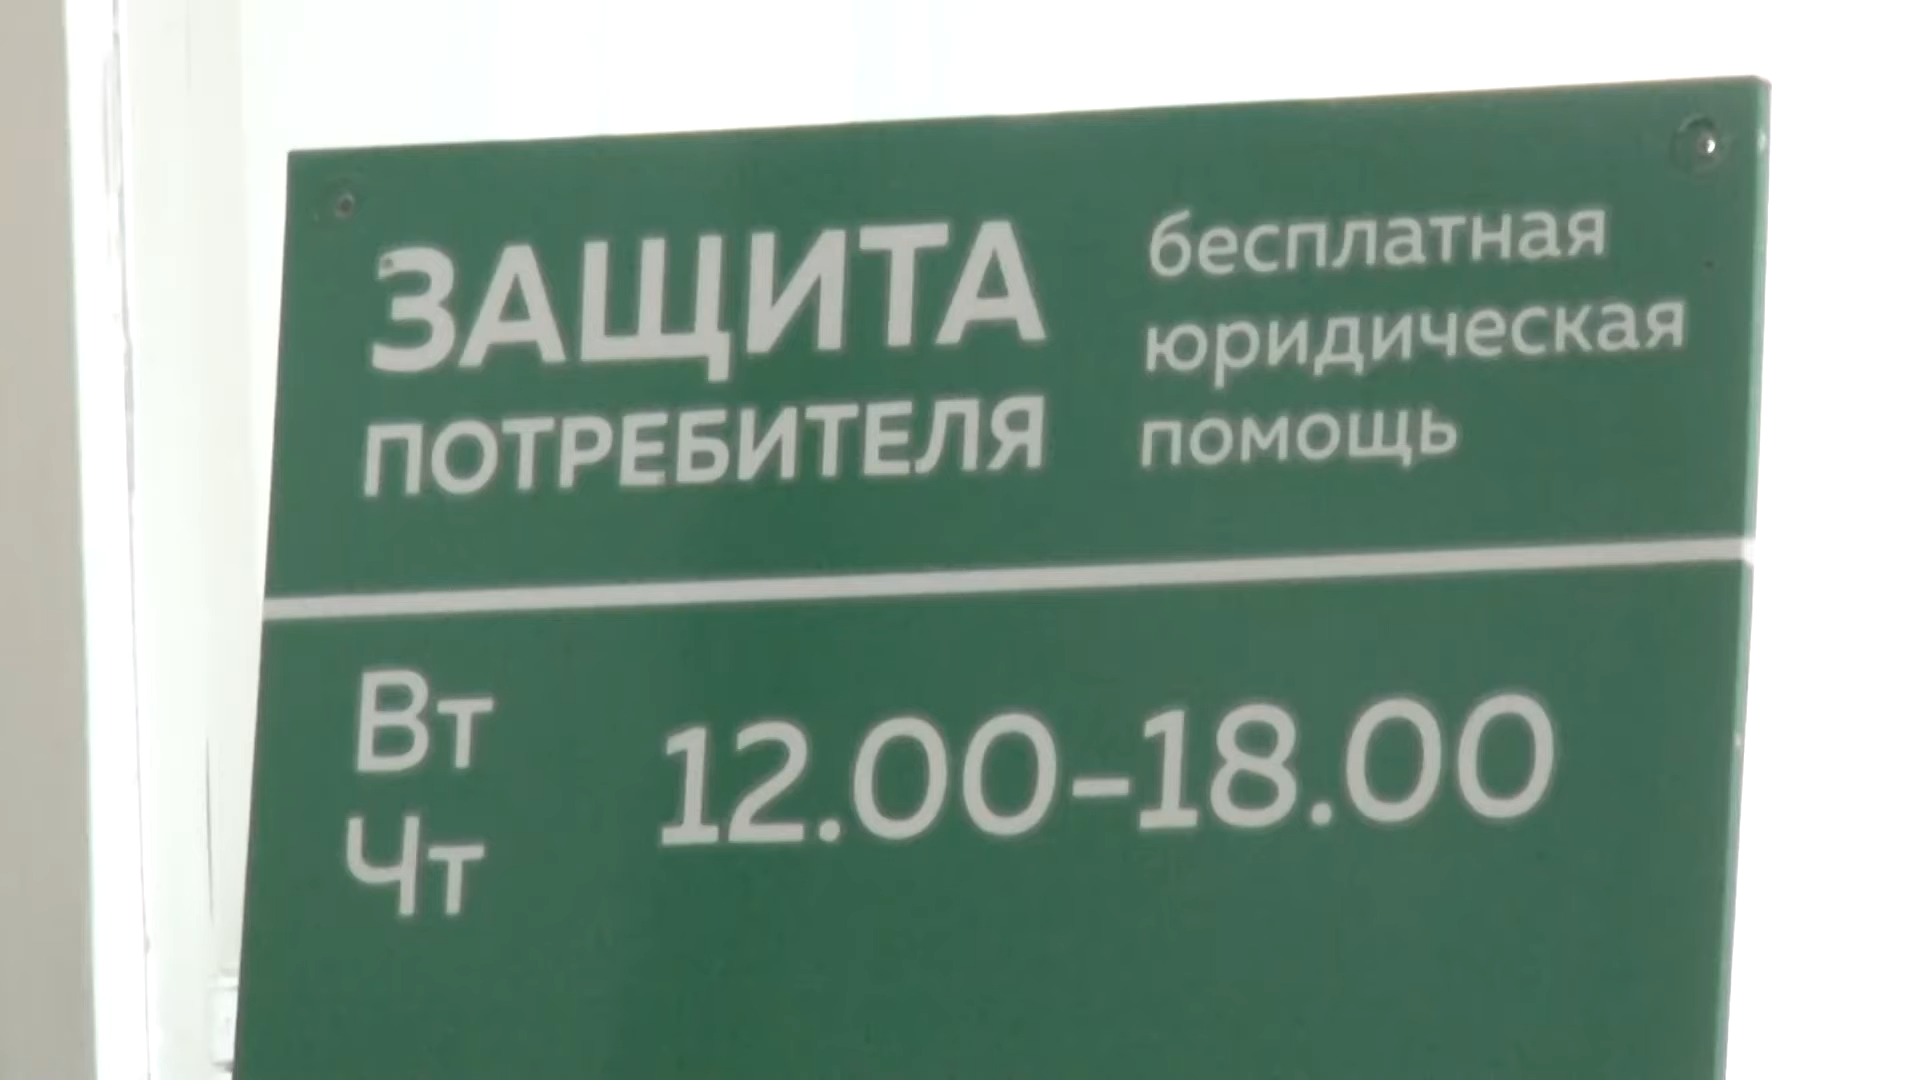 ЗАЩИТА
ПОТРЕБИТЕЛЯ
бесплатная
юридическая
помощь
Вт
Чт
12.00-18.00